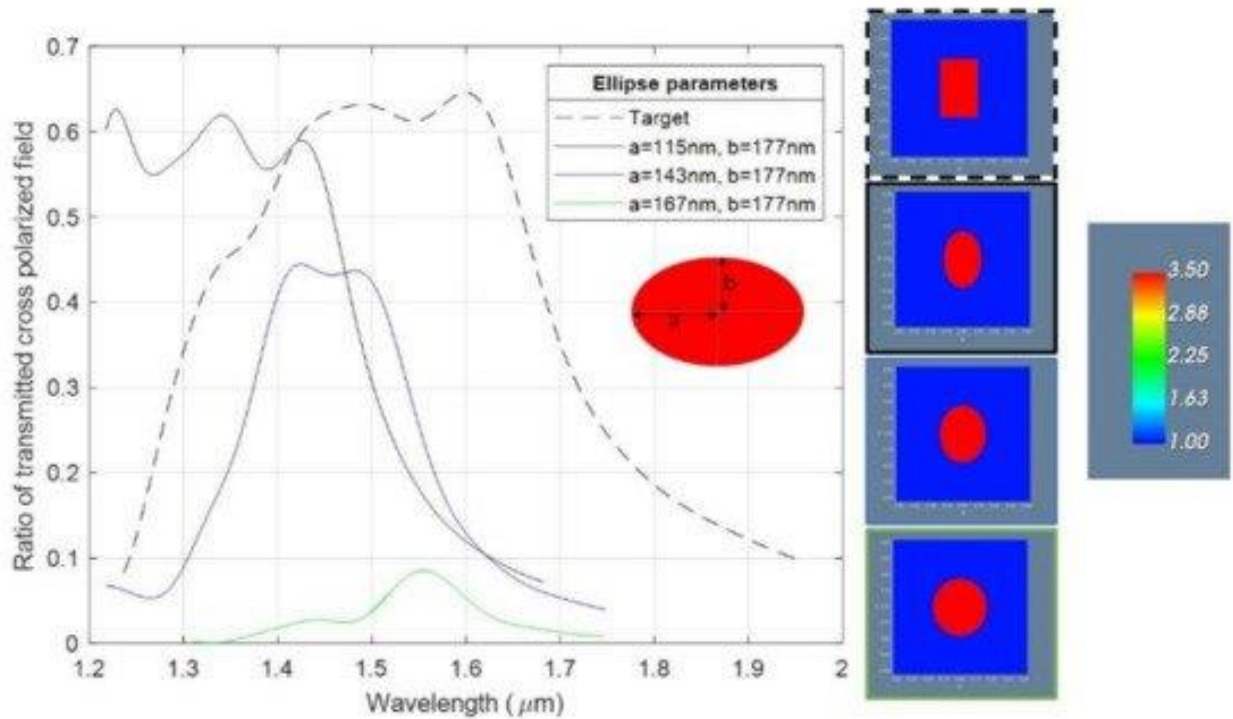 0.7
0.6
0.5
0.4
0.3
0.2
0.1
0
Ratio of transmitted cross polarized field
1.2 1.3 1.4 1.5 1.6 1.7 1.8 1.9 2
Wavelength ( μm)
Ellipse parameters
Target
a=115nm, b=177nm
a=143nm, b=177nm
a=167nm, b=177nm
b
a
3.50
2.88
2.25
1.63
1.00